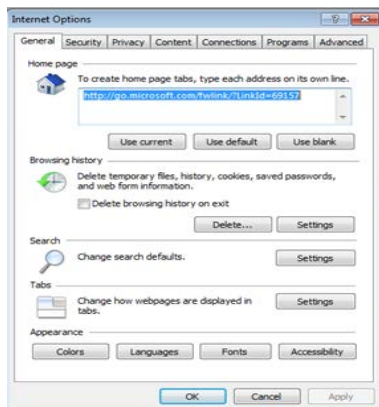 Internet Options
General Security Privacy Content Connections Programs Advanced
Home page
To create home page tabs, type each address on its own line.
http://go.microsoft.com/fwlink/?LinkId=69157
Use current Use default Use blank
Browsing history
Delete temporary files, history, cookies, saved passwords,
and web form information.
Delete browsing history on exit
Delete... Settings
Search
Change search defaults. Settings
Tabs
Change how webpages are displayed in Settings
tabs.
Appearance
Colors Languages Fonts Accessibility
OK Cancel Apply